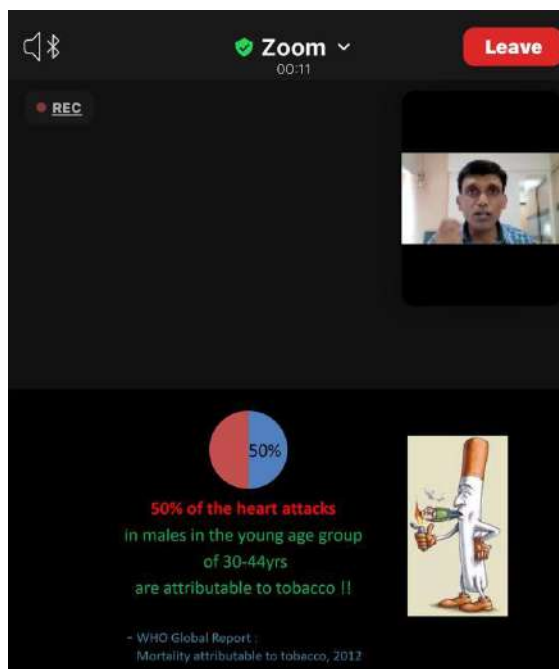 Zoom
Leave
00:11
REC
50%
50% of the heart attacks
in males in the young age group
of 30-44yrs
are attributable to tobacco !!
- WHO Global Report :
Mortality attributable to tobacco, 2012